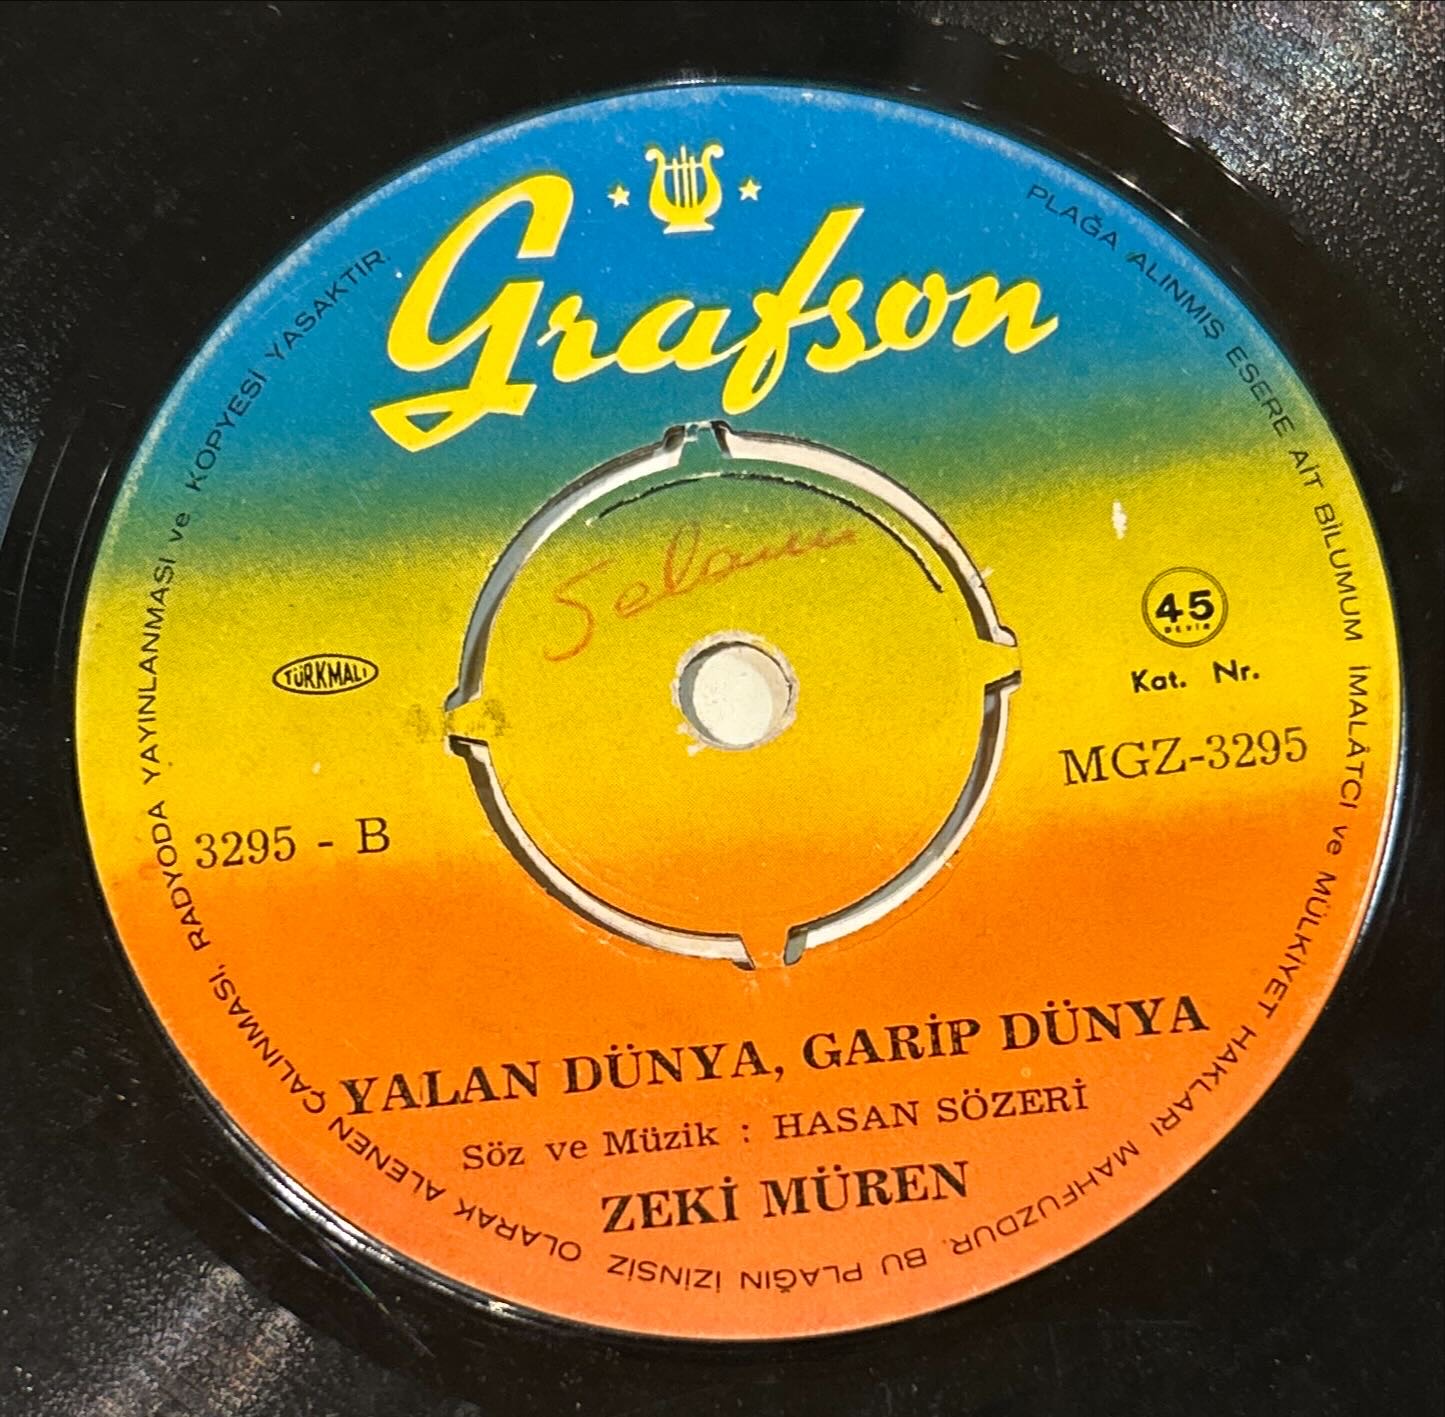 Grafson
PLAĞA ALINMIŞ ESERE AİT BİLUMUM İMALÂTCI ve MÜLKİYET HAKLARI MAHFUZDUR. BU PLAĞIN İZİNSİZ OLARAK ALENEN ÇALINMASI, RADYODA YAYINLANMASI ve KOPYESİ YASAKTIR.
45
DEVİR
TÜRKMALI
Kat. Nr.
MGZ-3295
3295 - B
YALAN DÜNYA, GARİP DÜNYA
Söz ve Müzik : HASAN SÖZERİ
ZEKİ MÜREN